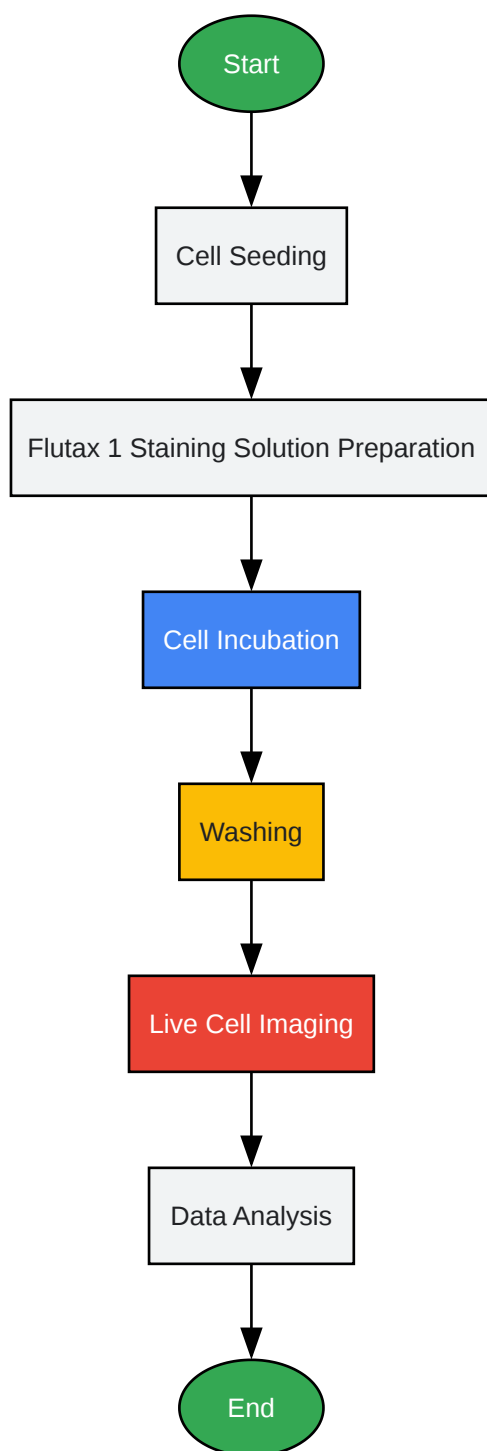 Start
Cell Seeding
Flutax 1 Staining Solution Preparation
Cell Incubation
Washing
Live Cell Imaging
Data Analysis
End